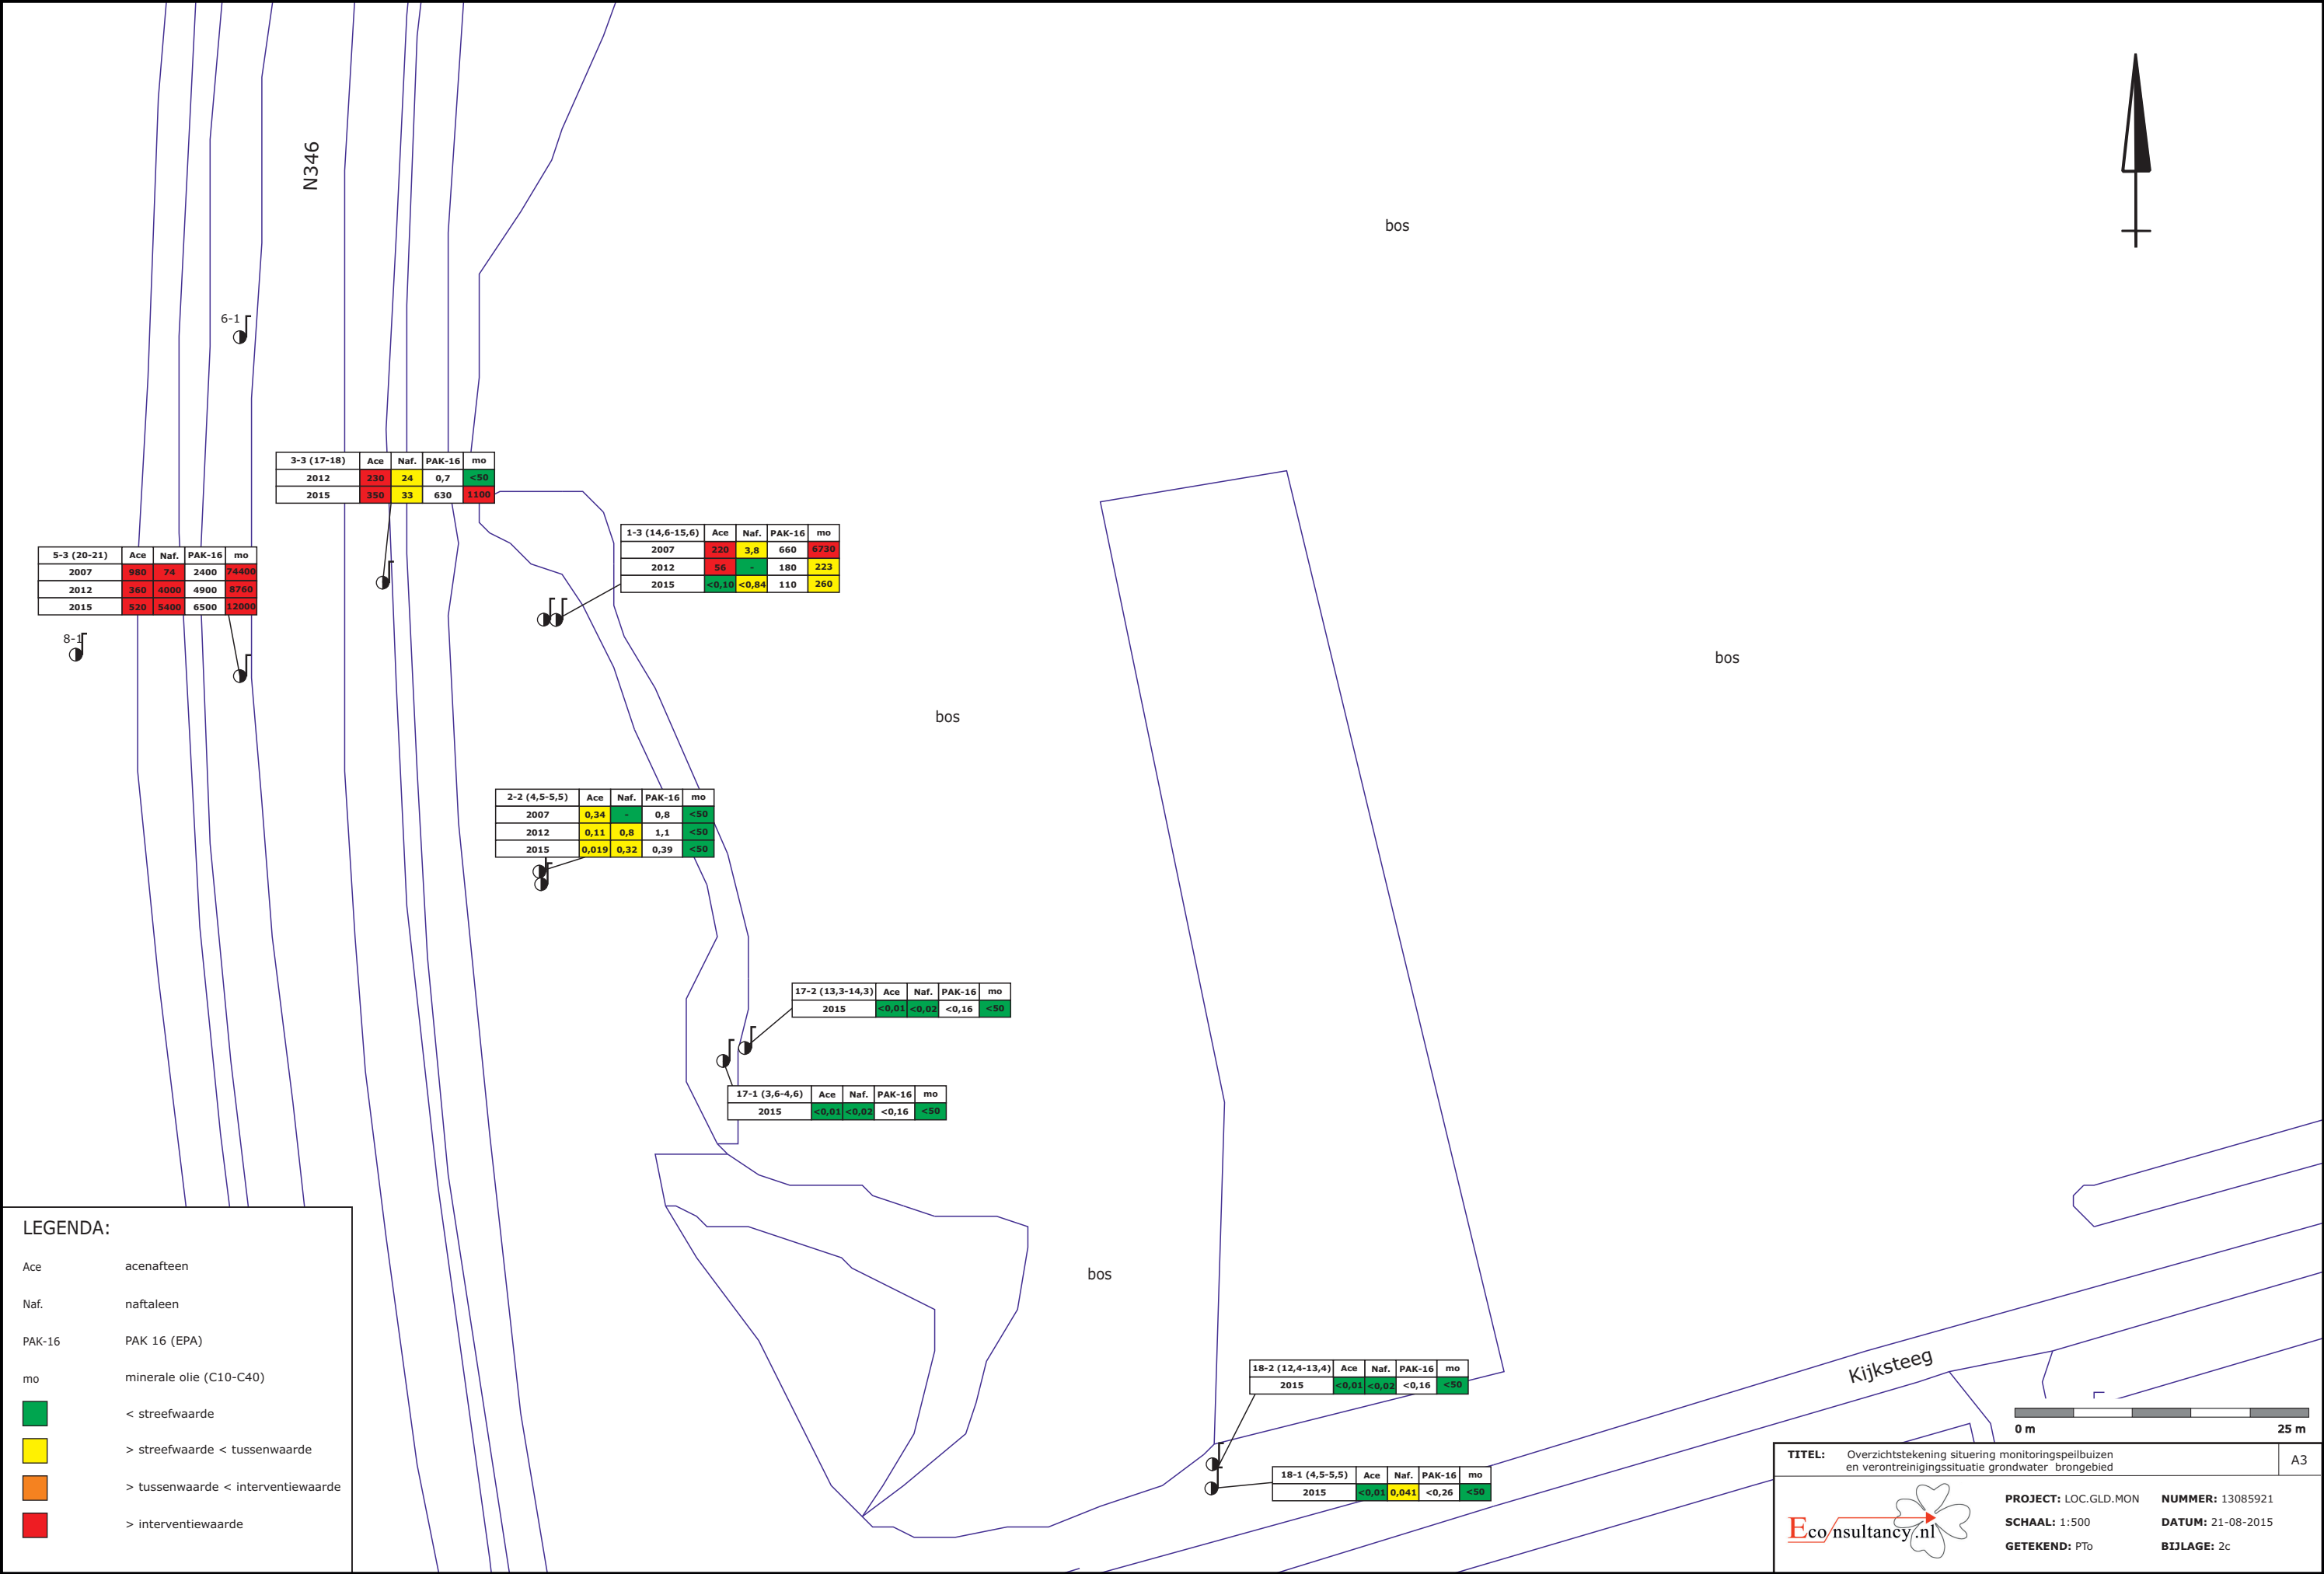 N346
bos
6-1
3-3 (17-18) Ace Naf. PAK-16 mo
2012 230 24 0,7 <50
2015 350 33 630 1100
1-3 (14,6-15,6) Ace Naf. PAK-16 mo
2007 220 3,8 660 6730
2012 56 - 180 223
2015 <0,10 <0,84 110 260
5-3 (20-21) Ace Naf. PAK-16 mo
2007 980 74 2400 74400
2012 360 4000 4900 8760
2015 520 5400 6500 12000
8-1
bos
bos
2-2 (4,5-5,5) Ace Naf. PAK-16 mo
2007 0,34 - 0,8 <50
2012 0,11 0,8 1,1 <50
2015 0,019 0,32 0,39 <50
17-2 (13,3-14,3) Ace Naf. PAK-16 mo
2015 <0,01 <0,02 <0,16 <50
17-1 (3,6-4,6) Ace Naf. PAK-16 mo
2015 <0,01 <0,02 <0,16 <50
bos
18-2 (12,4-13,4) Ace Naf. PAK-16 mo
2015 <0,01 <0,02 <0,16 <50
18-1 (4,5-5,5) Ace Naf. PAK-16 mo
2015 <0,01 0,041 <0,26 <50
Kijksteeg
LEGENDA:
Ace acenafteen
Naf. naftaleen
PAK-16 PAK 16 (EPA)
mo minerale olie (C10-C40)
< streefwaarde
> streefwaarde < tussenwaarde
> tussenwaarde < interventiewaarde
> interventiewaarde
0 m 25 m
TITEL: Overzichtstekening situering monitoringspeilbuizen
en verontreinigingssituatie grondwater brongebied
A3
Econsultancy.nl
PROJECT: LOC.GLD.MON NUMMER: 13085921
SCHAAL: 1:500 DATUM: 21-08-2015
GETEKEND: PTo BIJLAGE: 2c